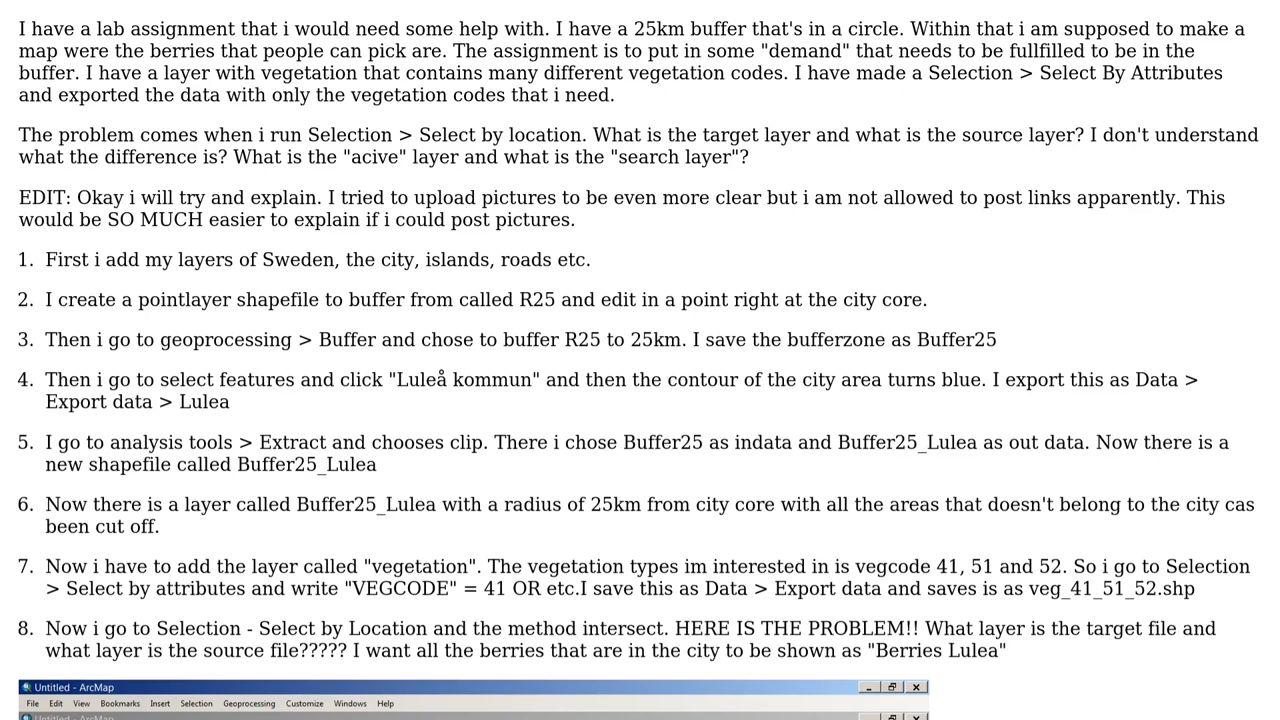 I have a lab assignment that i would need some help with. I have a 25km buffer that's in a circle. Within that i am supposed to make a
map were the berries that people can pick are. The assignment is to put in some "demand" that needs to be fullfilled to be in the
buffer. I have a layer with vegetation that contains many different vegetation codes. I have made a Selection > Select By Attributes
and exported the data with only the vegetation codes that i need.
The problem comes when i run Selection > Select by location. What is the target layer and what is the source layer? I don't understand
what the difference is? What is the "acive" layer and what is the "search layer"?
EDIT: Okay i will try and explain. I tried to upload pictures to be even more clear but i am not allowed to post links apparently. This
would be SO MUCH easier to explain if i could post pictures.
1. First i add my layers of Sweden, the city, islands, roads etc.
2. I create a pointlayer shapefile to buffer from called R25 and edit in a point right at the city core.
3. Then i go to geoprocessing > Buffer and chose to buffer R25 to 25km. I save the bufferzone as Buffer25
4. Then i go to select features and click "Luleå kommun" and then the contour of the city area turns blue. I export this as Data >
Export data > Lulea
5. I go to analysis tools > Extract and chooses clip. There i chose Buffer25 as indata and Buffer25_Lulea as out data. Now there is a
new shapefile called Buffer25_Lulea
6. Now there is a layer called Buffer25_Lulea with a radius of 25km from city core with all the areas that doesn't belong to the city cas
been cut off.
7. Now i have to add the layer called "vegetation". The vegetation types im interested in is vegcode 41, 51 and 52. So i go to Selection
> Select by attributes and write "VEGCODE" = 41 OR etc.I save this as Data > Export data and saves is as veg_41_51_52.shp
8. Now i go to Selection - Select by Location and the method intersect. HERE IS THE PROBLEM!! What layer is the target file and
what layer is the source file????? I want all the berries that are in the city to be shown as "Berries Lulea"
Untitled - ArcMap
File Edit View Bookmarks Insert Selection Geoprocessing Customize Windows Help
Untitled - ArcMap